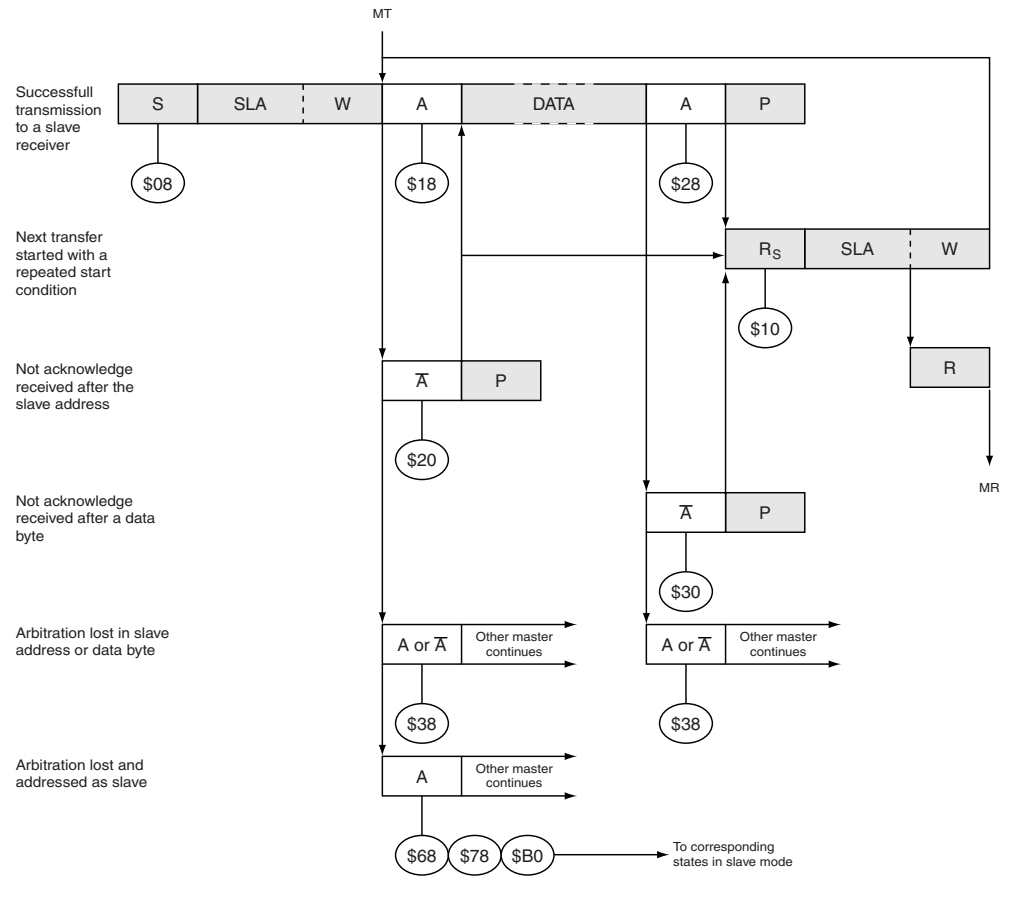 MT
Successfull
transmission
to a slave
receiver
S SLA W A DATA A P
$08 $18 $28
Next transfer
started with a
repeated start
condition
RS SLA W
$10
Not acknowledge
received after the
slave address
A̅ P
R
$20
MR
Not acknowledge
received after a data
byte
A̅ P
$30
Arbitration lost in slave
address or data byte
A or A̅ Other master
continues
A or A̅ Other master
continues
$38 $38
Arbitration lost and
addressed as slave
A Other master
continues
$68 $78 $B0
To corresponding
states in slave mode